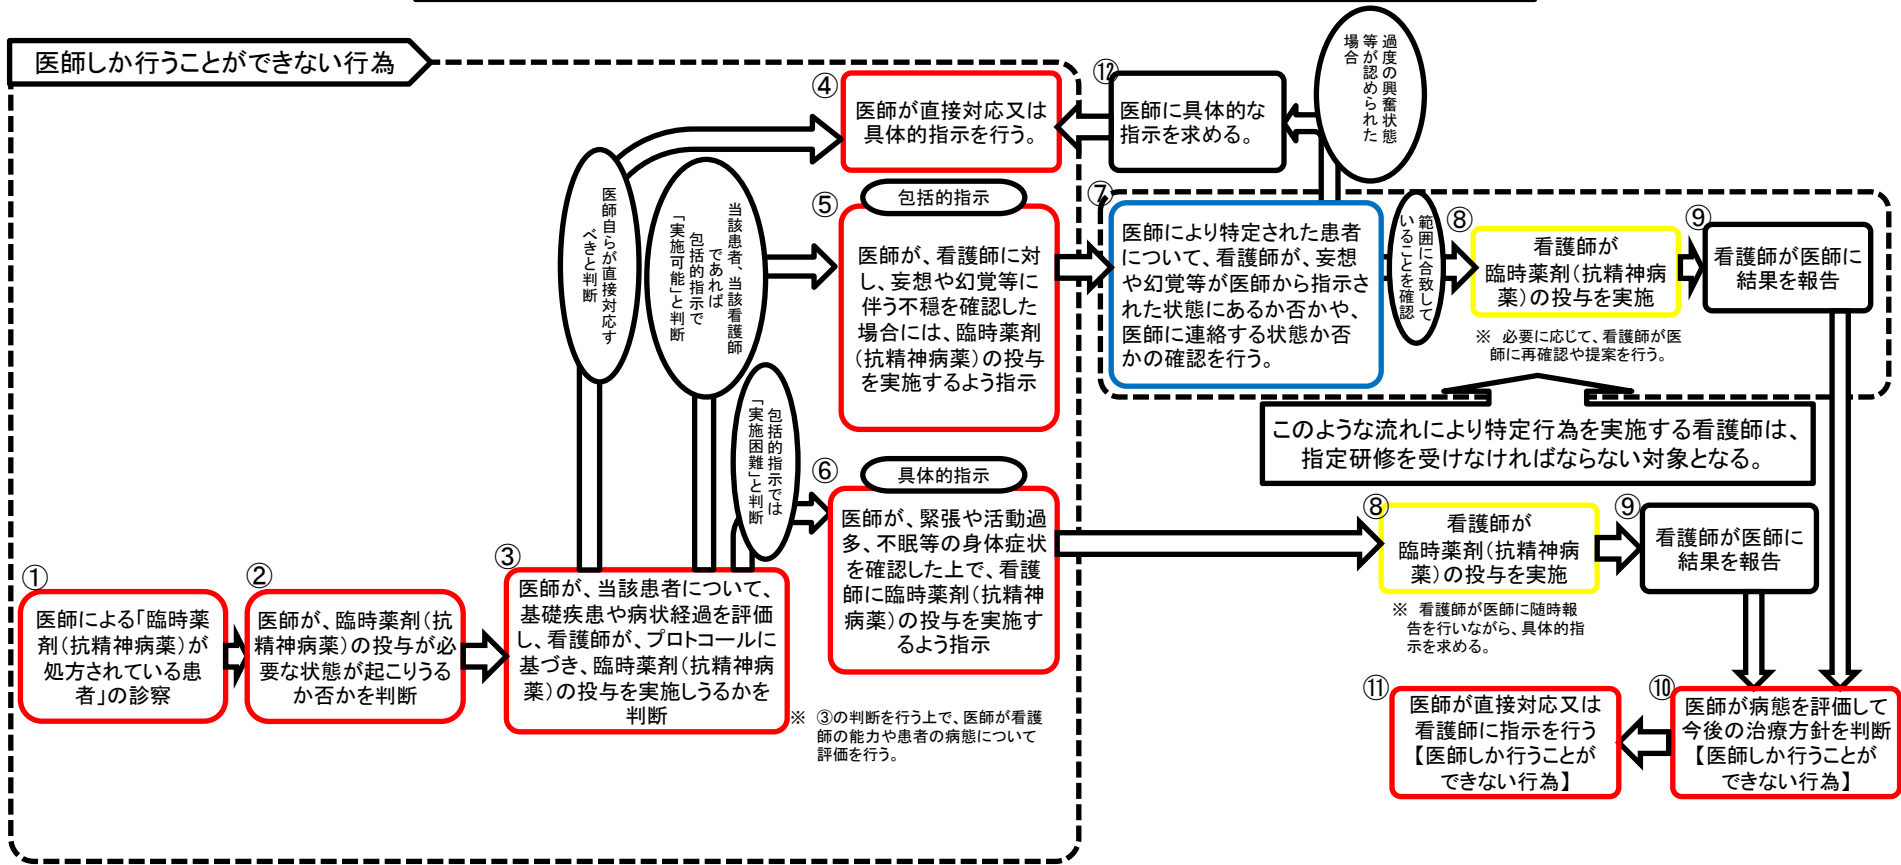 医師しか行うことができない行為
①
医師による「臨時薬
剤(抗精神病薬)が
処方されている患
者」の診察
②
医師が、臨時薬剤(抗
精神病薬)の投与が必
要な状態が起こりうる
か否かを判断
③
医師が、当該患者について、
基礎疾患や病状経過を評価
し、看護師が、プロトコールに
基づき、臨時薬剤(抗精神病
薬)の投与を実施しうるかを
判断
※ ③の判断を行う上で、医師が看護
師の能力や患者の病態について
評価を行う。
医師自らが直接対応す
べきと判断
当該患者、当該看護師
であれば
包括的指示で
「実施可能」と判断
包括的指示では
「実施困難」と判断
④
医師が直接対応又は
具体的指示を行う。
⑤
包括的指示
医師が、看護師に対
し、妄想や幻覚等に
伴う不穏を確認した
場合には、臨時薬剤
(抗精神病薬)の投与
を実施するよう指示
⑥
具体的指示
医師が、緊張や活動過
多、不眠等の身体症状
を確認した上で、看護
師に臨時薬剤(抗精神
病薬)の投与を実施す
るよう指示
⑫
医師に具体的な
指示を求める。
過度の興奮状態
等が認められた
場合
⑦
医師により特定された患者
について、看護師が、妄想
や幻覚等が医師から指示さ
れた状態にあるか否かや、
医師に連絡する状態か否
かの確認を行う。
範囲に合致して
いることを確認
⑧
看護師が
臨時薬剤(抗精神病
薬)の投与を実施
※ 必要に応じて、看護師が医
師に再確認や提案を行う。
⑨
看護師が医師に
結果を報告
このような流れにより特定行為を実施する看護師は、
指定研修を受けなければならない対象となる。
⑧
看護師が
臨時薬剤(抗精神病
薬)の投与を実施
※ 看護師が医師に随時報
告を行いながら、具体的指
示を求める。
⑨
看護師が医師に
結果を報告
⑩
医師が病態を評価して
今後の治療方針を判断
【医師しか行うことが
できない行為】
⑪
医師が直接対応又は
看護師に指示を行う
【医師しか行うことが
できない行為】